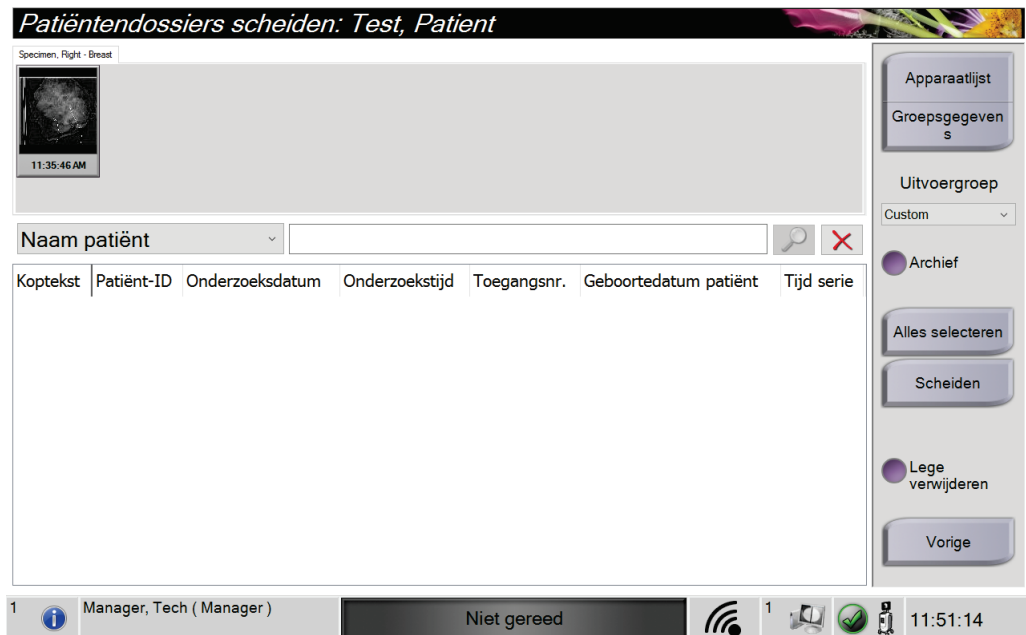 Patiëntendossiers scheiden: Test, Patient
Specimen, Right - Breast
11:35:46 AM
Naam patiënt
Koptekst Patiënt-ID Onderzoeksdatum Onderzoekstijd Toegangsnr. Geboortedatum patiënt Tijd serie
Apparaatlijst
Groepsgegeven
s
Uitvoergroep
Custom
Archief
Alles selecteren
Scheiden
Lege
verwijderen
Vorige
1 Manager, Tech ( Manager ) Niet gereed 1 11:51:14